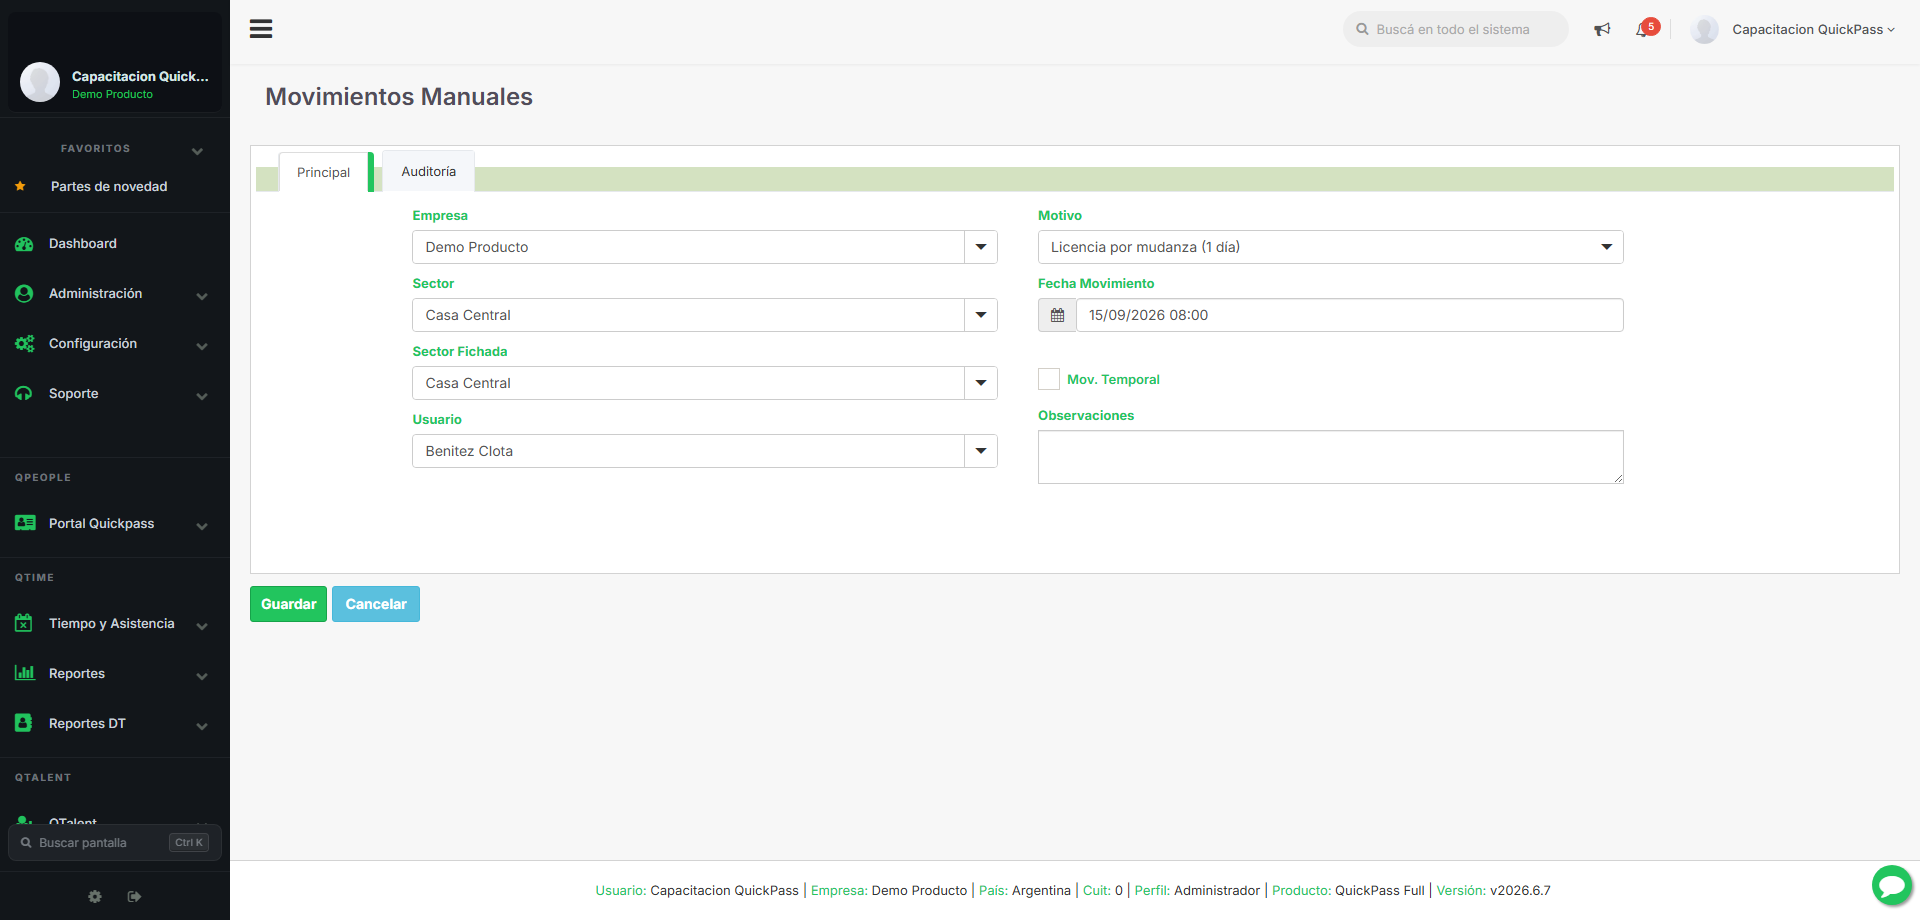 Capacitacion Quick...
Demo Producto
FAVORITOS
Partes de novedad
Dashboard
Administración
Configuración
Soporte
QPEOPLE
Portal Quickpass
QTIME
Tiempo y Asistencia
Reportes
Reportes DT
QTALENT
QTalent
Buscar pantalla
Ctrl K
Buscá en todo el sistema
5
Capacitacion QuickPass
Movimientos Manuales
Principal
Auditoría
Empresa
Demo Producto
Sector
Casa Central
Sector Fichada
Casa Central
Usuario
Benitez Clota
Motivo
Licencia por mudanza (1 día)
Fecha Movimiento
15/09/2026 08:00
Mov. Temporal
Observaciones
Guardar
Cancelar
Usuario: Capacitacion QuickPass | Empresa: Demo Producto | País: Argentina | Cuit: 0 | Perfil: Administrador | Producto: QuickPass Full | Versión: v2026.6.7